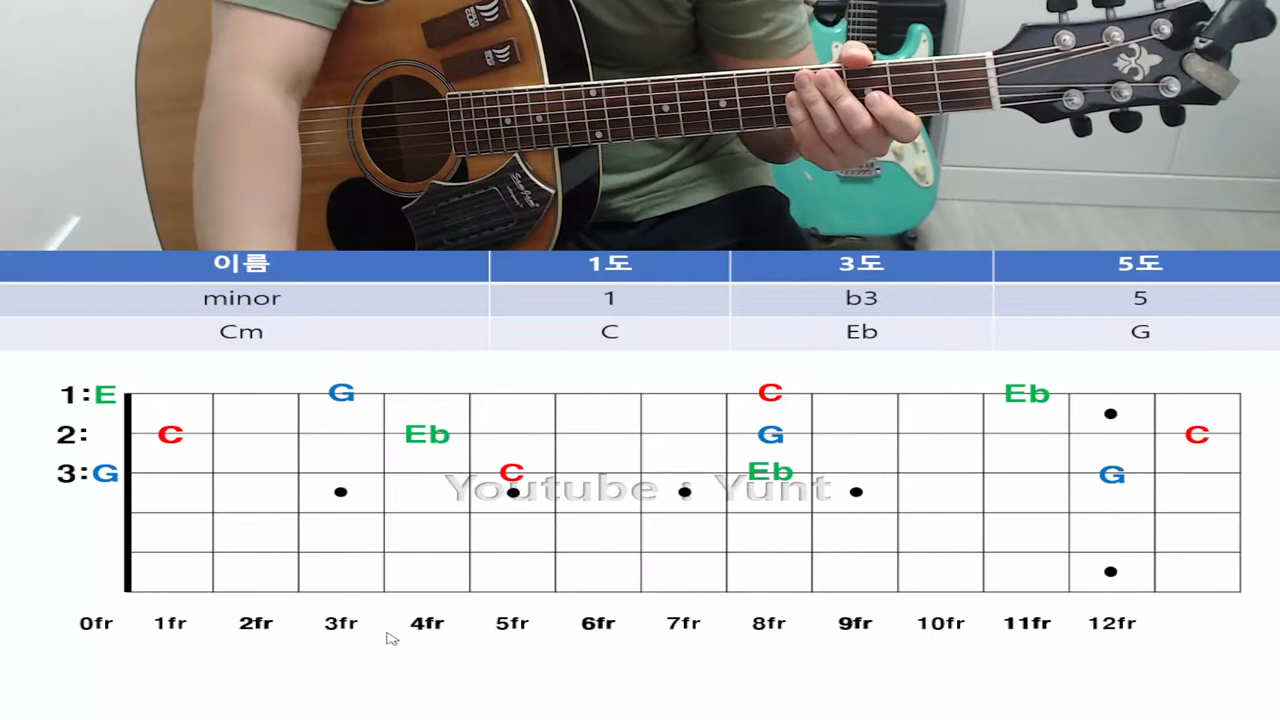 이름 1도 3도 5도
minor 1 b3 5
Cm C Eb G
1:E G C Eb
2: C Eb G C
3:G C Eb G
Youtube : Yunt
0fr 1fr 2fr 3fr 4fr 5fr 6fr 7fr 8fr 9fr 10fr 11fr 12fr